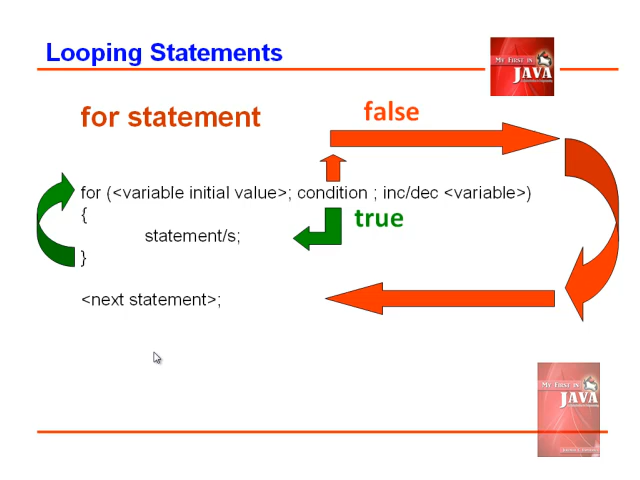 Looping Statements
MY FIRST IN
JAVA
for statement
false
for (<variable initial value>; condition ; inc/dec <variable>)
{
true
statement/s;
}
<next statement>;
MY FIRST IN
JAVA